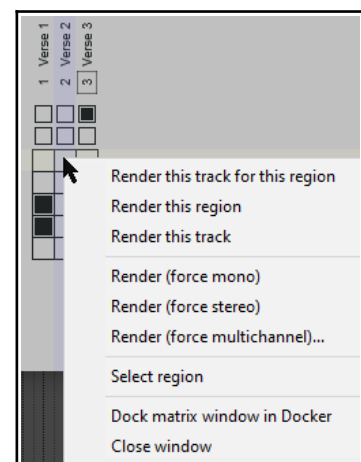 1 Verse 1
2 Verse 2
3 Verse 3
Render this track for this region
Render this region
Render this track
Render (force mono)
Render (force stereo)
Render (force multichannel)...
Select region
Dock matrix window in Docker
Close window